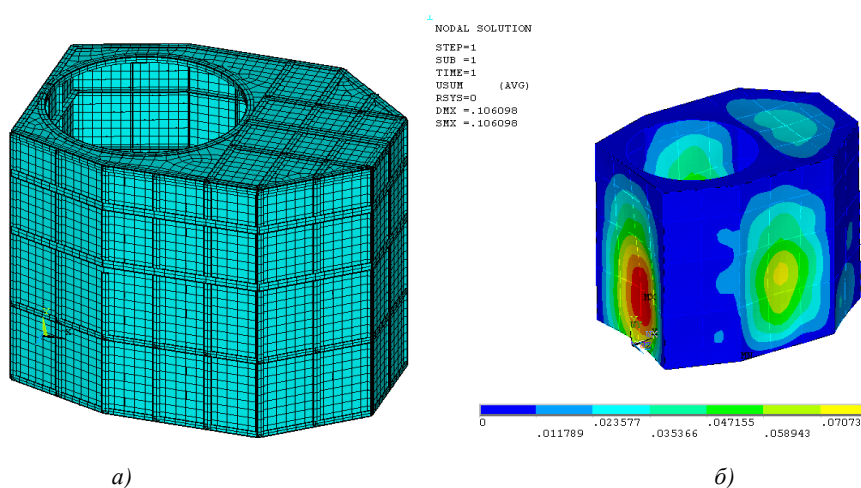 NODAL SOLUTION
STEP=1
SUB =1
TIME=1
USUM (AVG)
RSYS=0
DMX =.106098
SMX =.106098
MX
0 .023577 .047155 .07073
.011789 .035366 .058943
а) б)